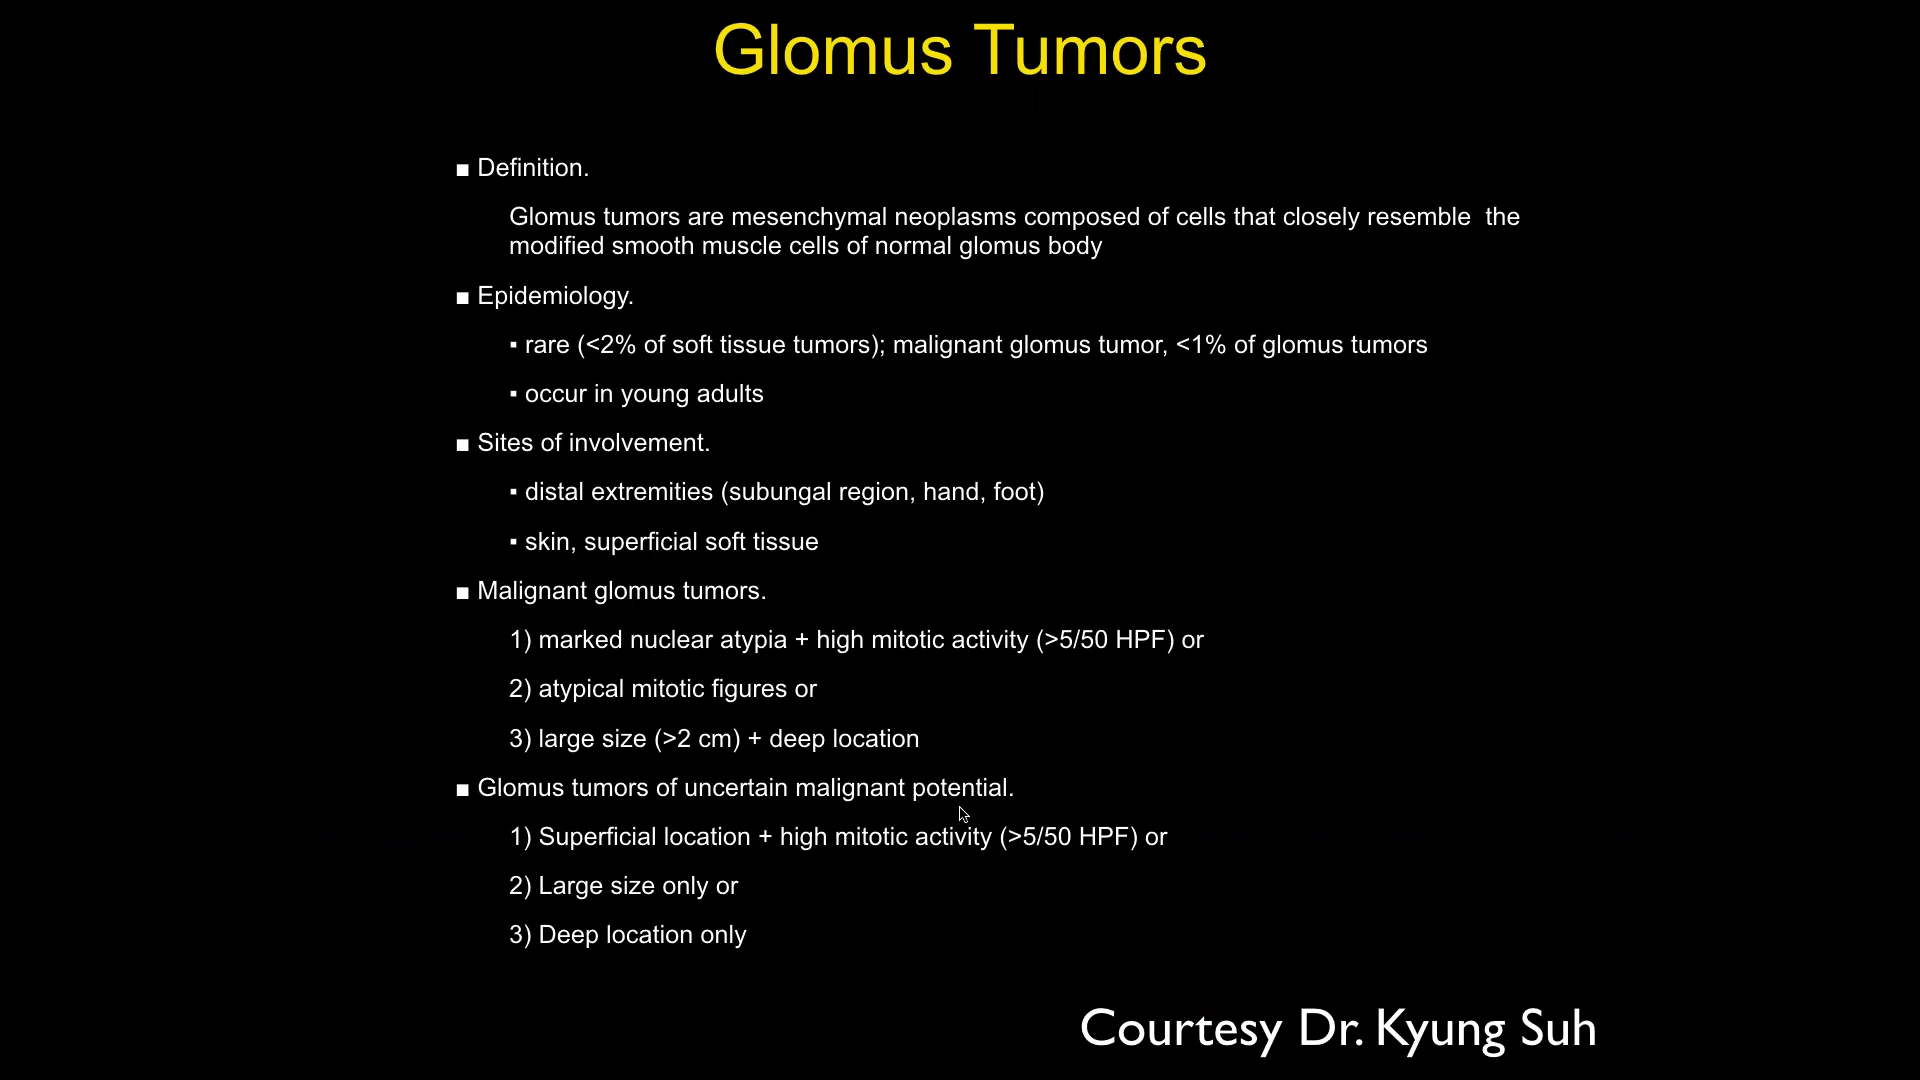 Glomus Tumors
■ Definition.
Glomus tumors are mesenchymal neoplasms composed of cells that closely resemble  the
modified smooth muscle cells of normal glomus body
■ Epidemiology.
▪ rare (<2% of soft tissue tumors); malignant glomus tumor, <1% of glomus tumors
▪ occur in young adults
■ Sites of involvement.
▪ distal extremities (subungal region, hand, foot)
▪ skin, superficial soft tissue
■ Malignant glomus tumors.
1) marked nuclear atypia + high mitotic activity (>5/50 HPF) or
2) atypical mitotic figures or
3) large size (>2 cm) + deep location
■ Glomus tumors of uncertain malignant potential.
1) Superficial location + high mitotic activity (>5/50 HPF) or
2) Large size only or
3) Deep location only
Courtesy Dr. Kyung Suh